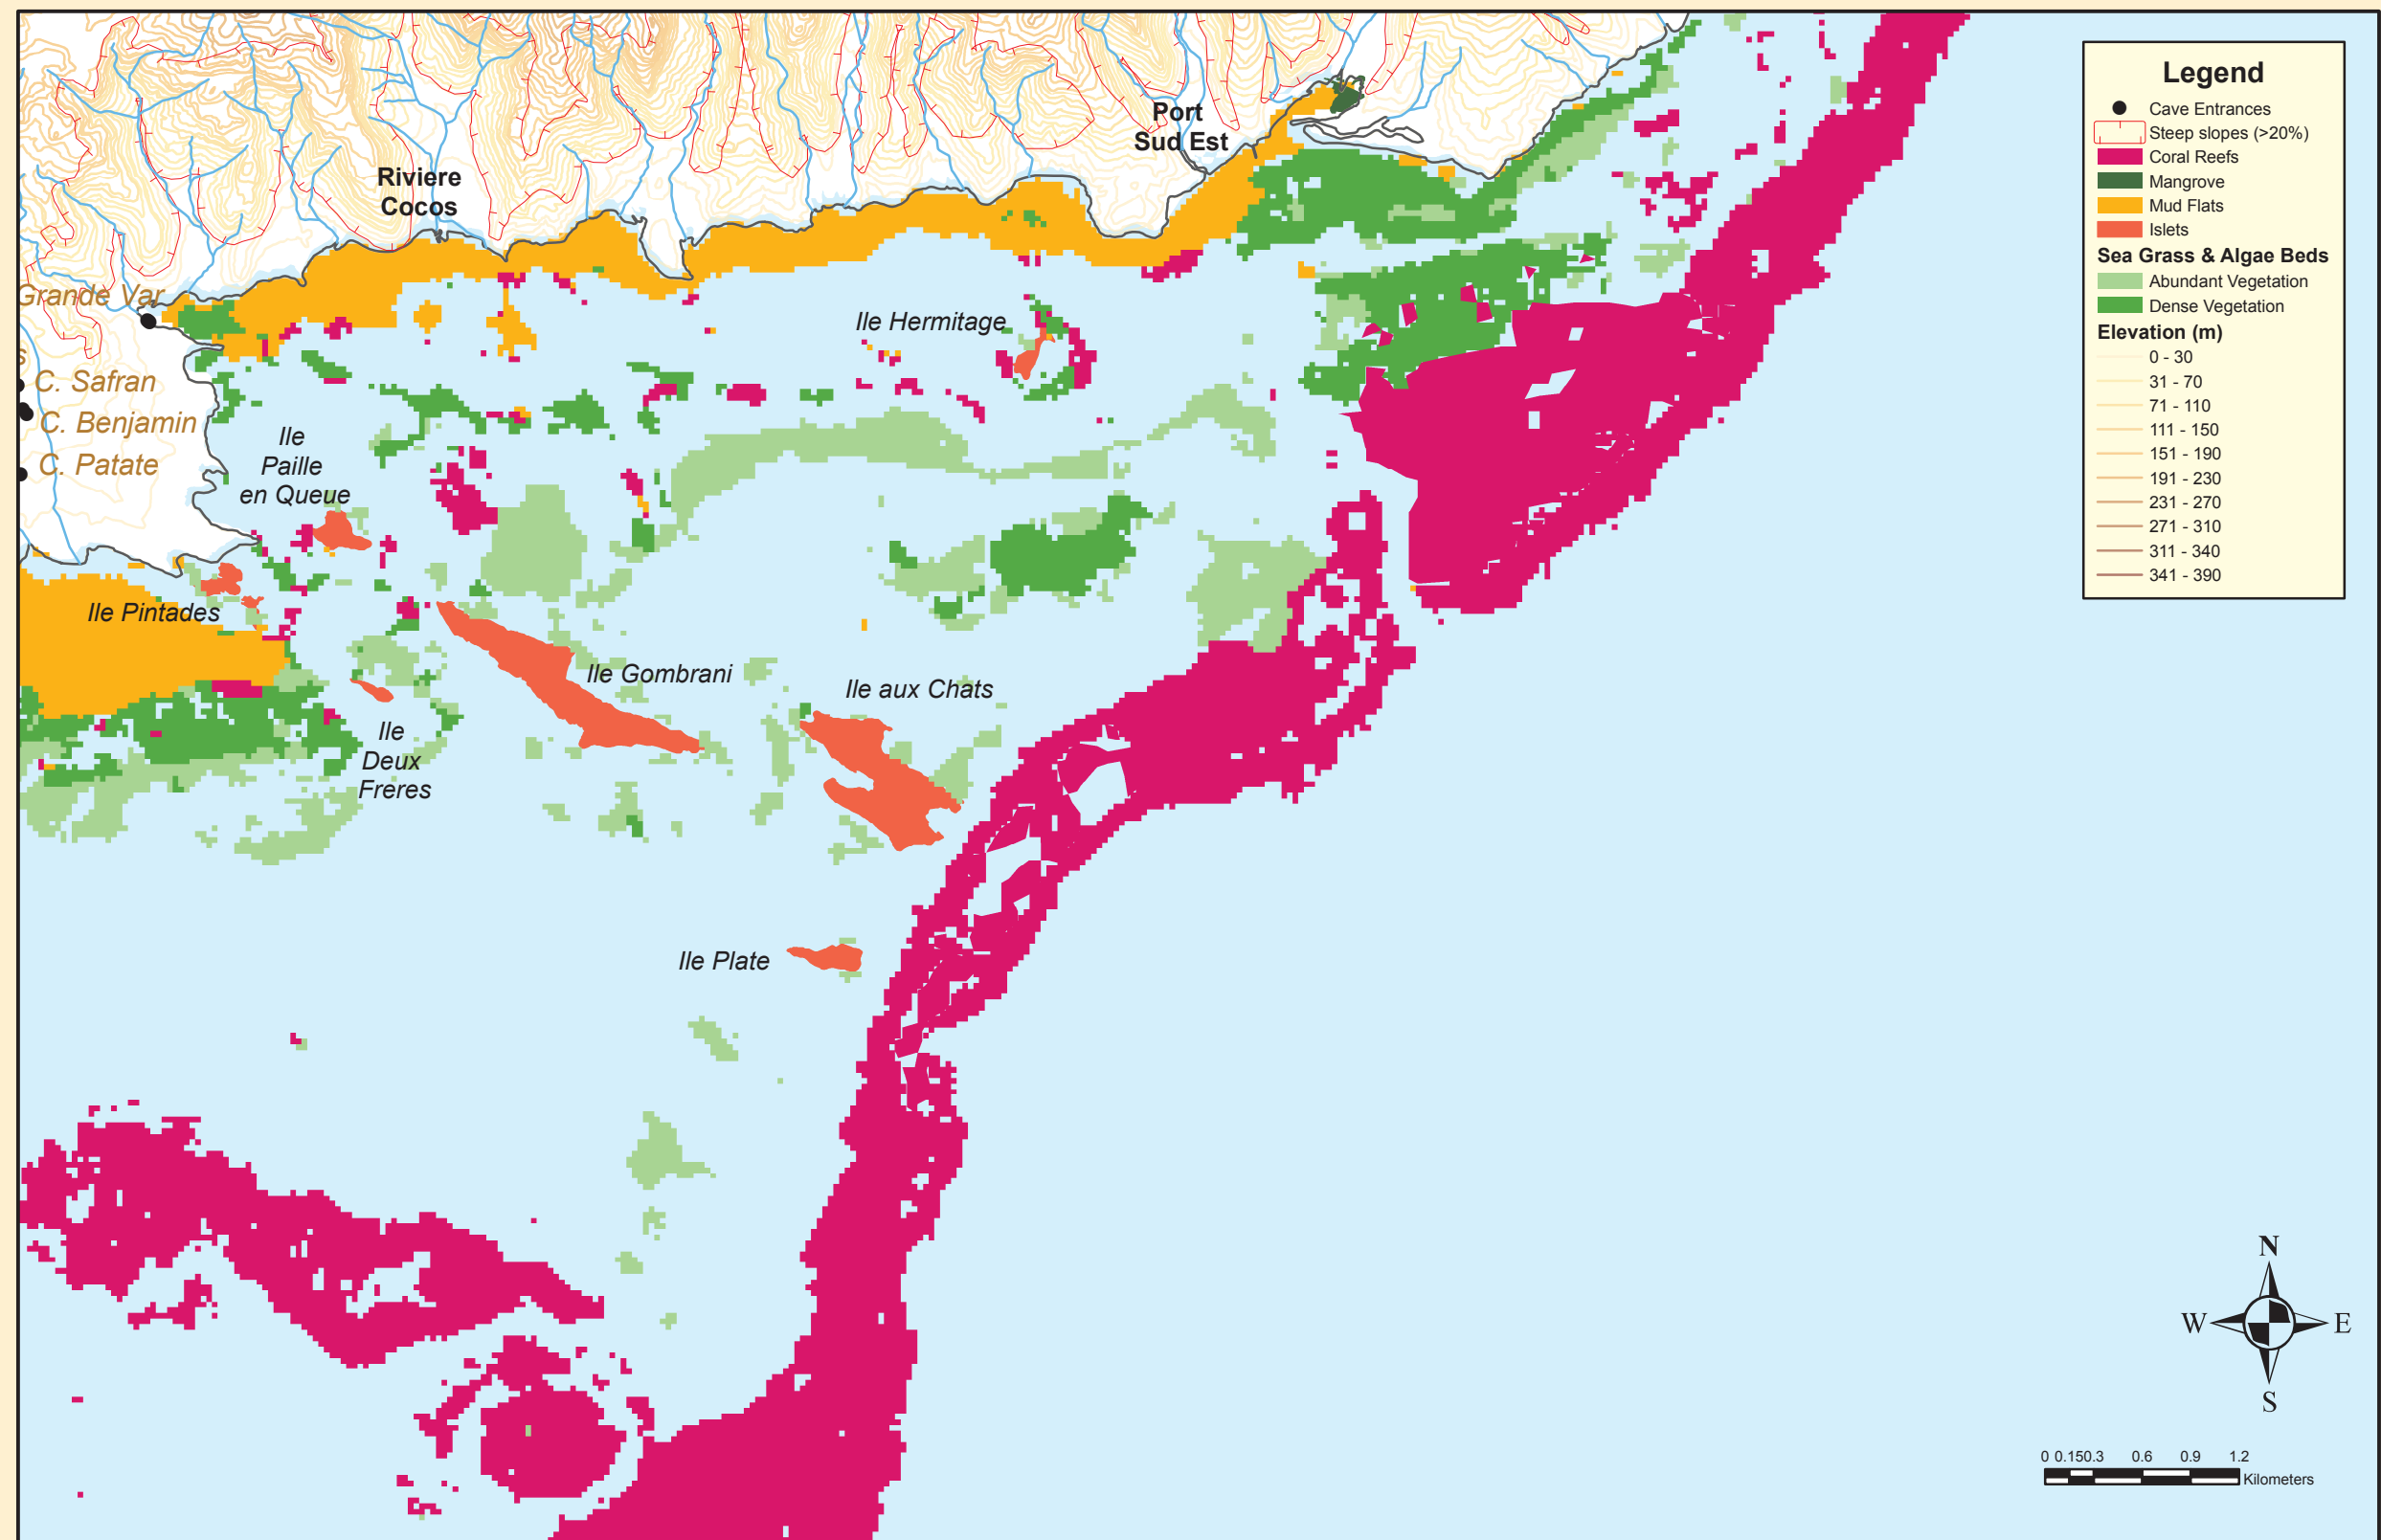 Port
Sud Est
Riviere
Cocos
Grande Var
s
C. Safran
C. Benjamin
C. Patate
Ile Hermitage
Ile
Paille
en Queue
Ile Pintades
Ile Gombrani
Ile aux Chats
Ile
Deux
Freres
Ile Plate
Legend
Cave Entrances
Steep slopes (>20%)
Coral Reefs
Mangrove
Mud Flats
Islets
Sea Grass & Algae Beds
Abundant Vegetation
Dense Vegetation
Elevation (m)
0 - 30
31 - 70
71 - 110
111 - 150
151 - 190
191 - 230
231 - 270
271 - 310
311 - 340
341 - 390
N
W E
S
0 0.150.3 0.6 0.9 1.2
Kilometers